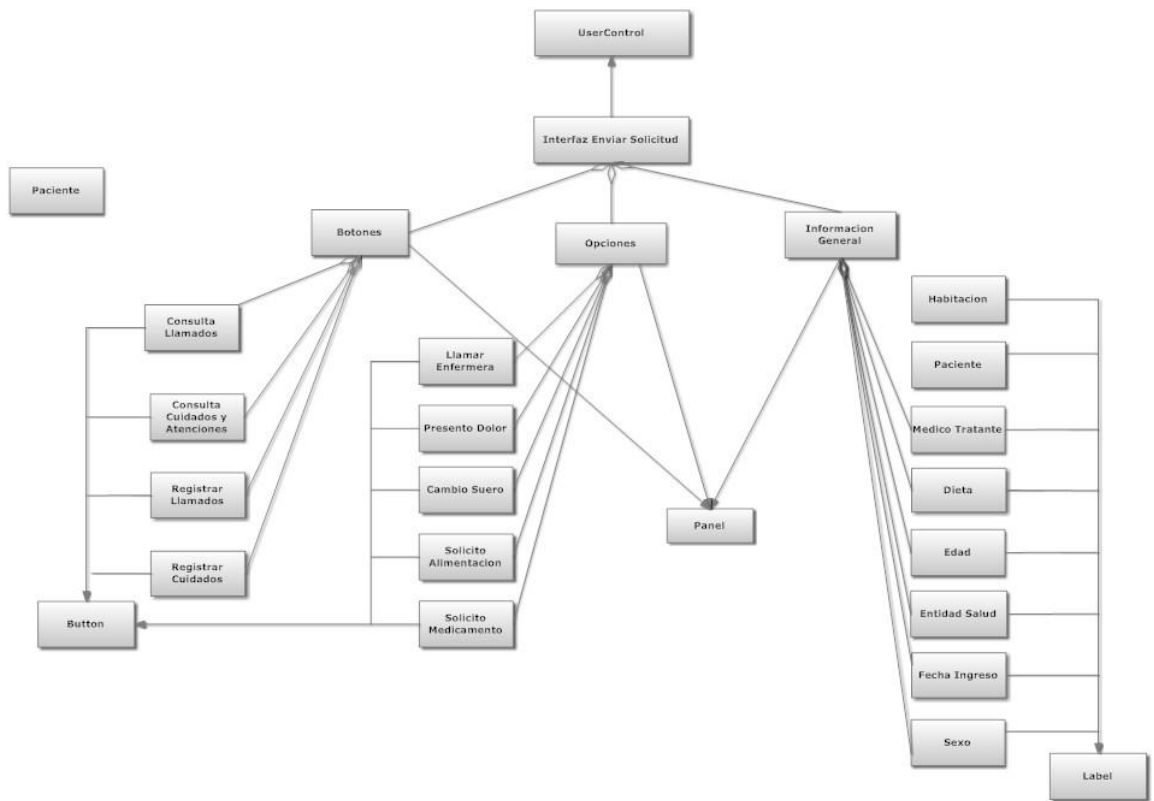 UserControl
Interfaz Enviar Solicitud
Paciente
Botones
Opciones
Informacion
General
Consulta
Llamados
Consulta
Cuidados y
Atenciones
Registrar
Llamados
Registrar
Cuidados
Button
Llamar
Enfermera
Presento Dolor
Cambio Suero
Solicito
Alimentacion
Solicito
Medicamento
Panel
Habitacion
Paciente
Medico Tratante
Dieta
Edad
Entidad Salud
Fecha Ingreso
Sexo
Label